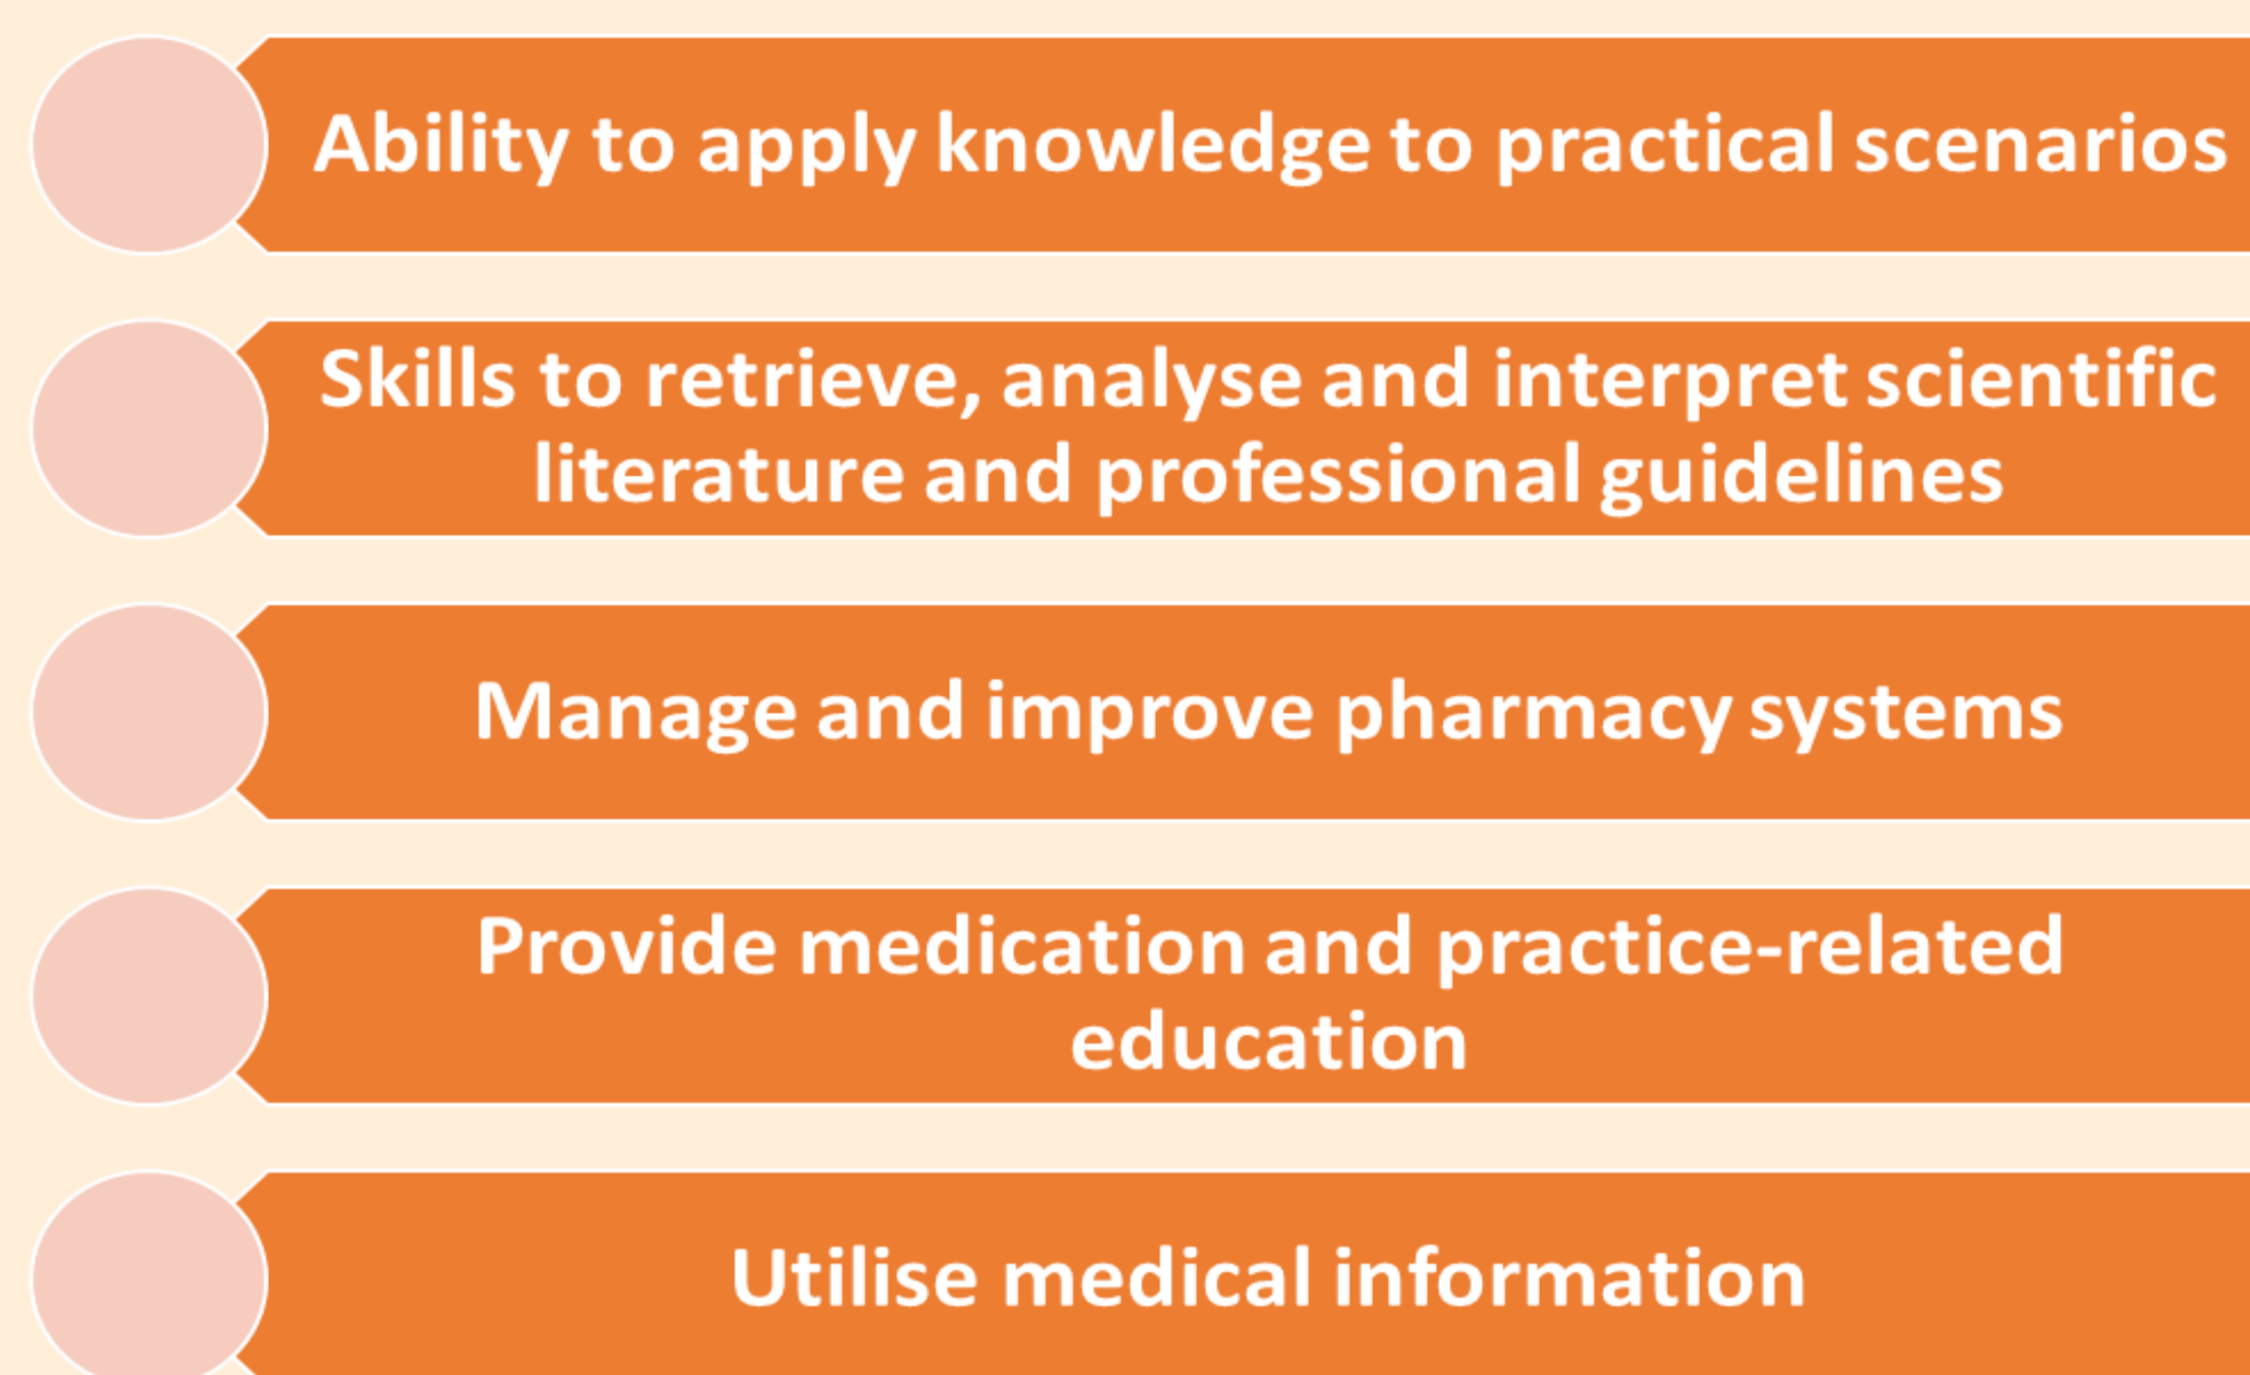 Ability to apply knowledge to practical scenarios
Skills to retrieve, analyse and interpret scientific
literature and professional guidelines
Manage and improve pharmacy systems
Provide medication and practice-related
education
Utilise medical information